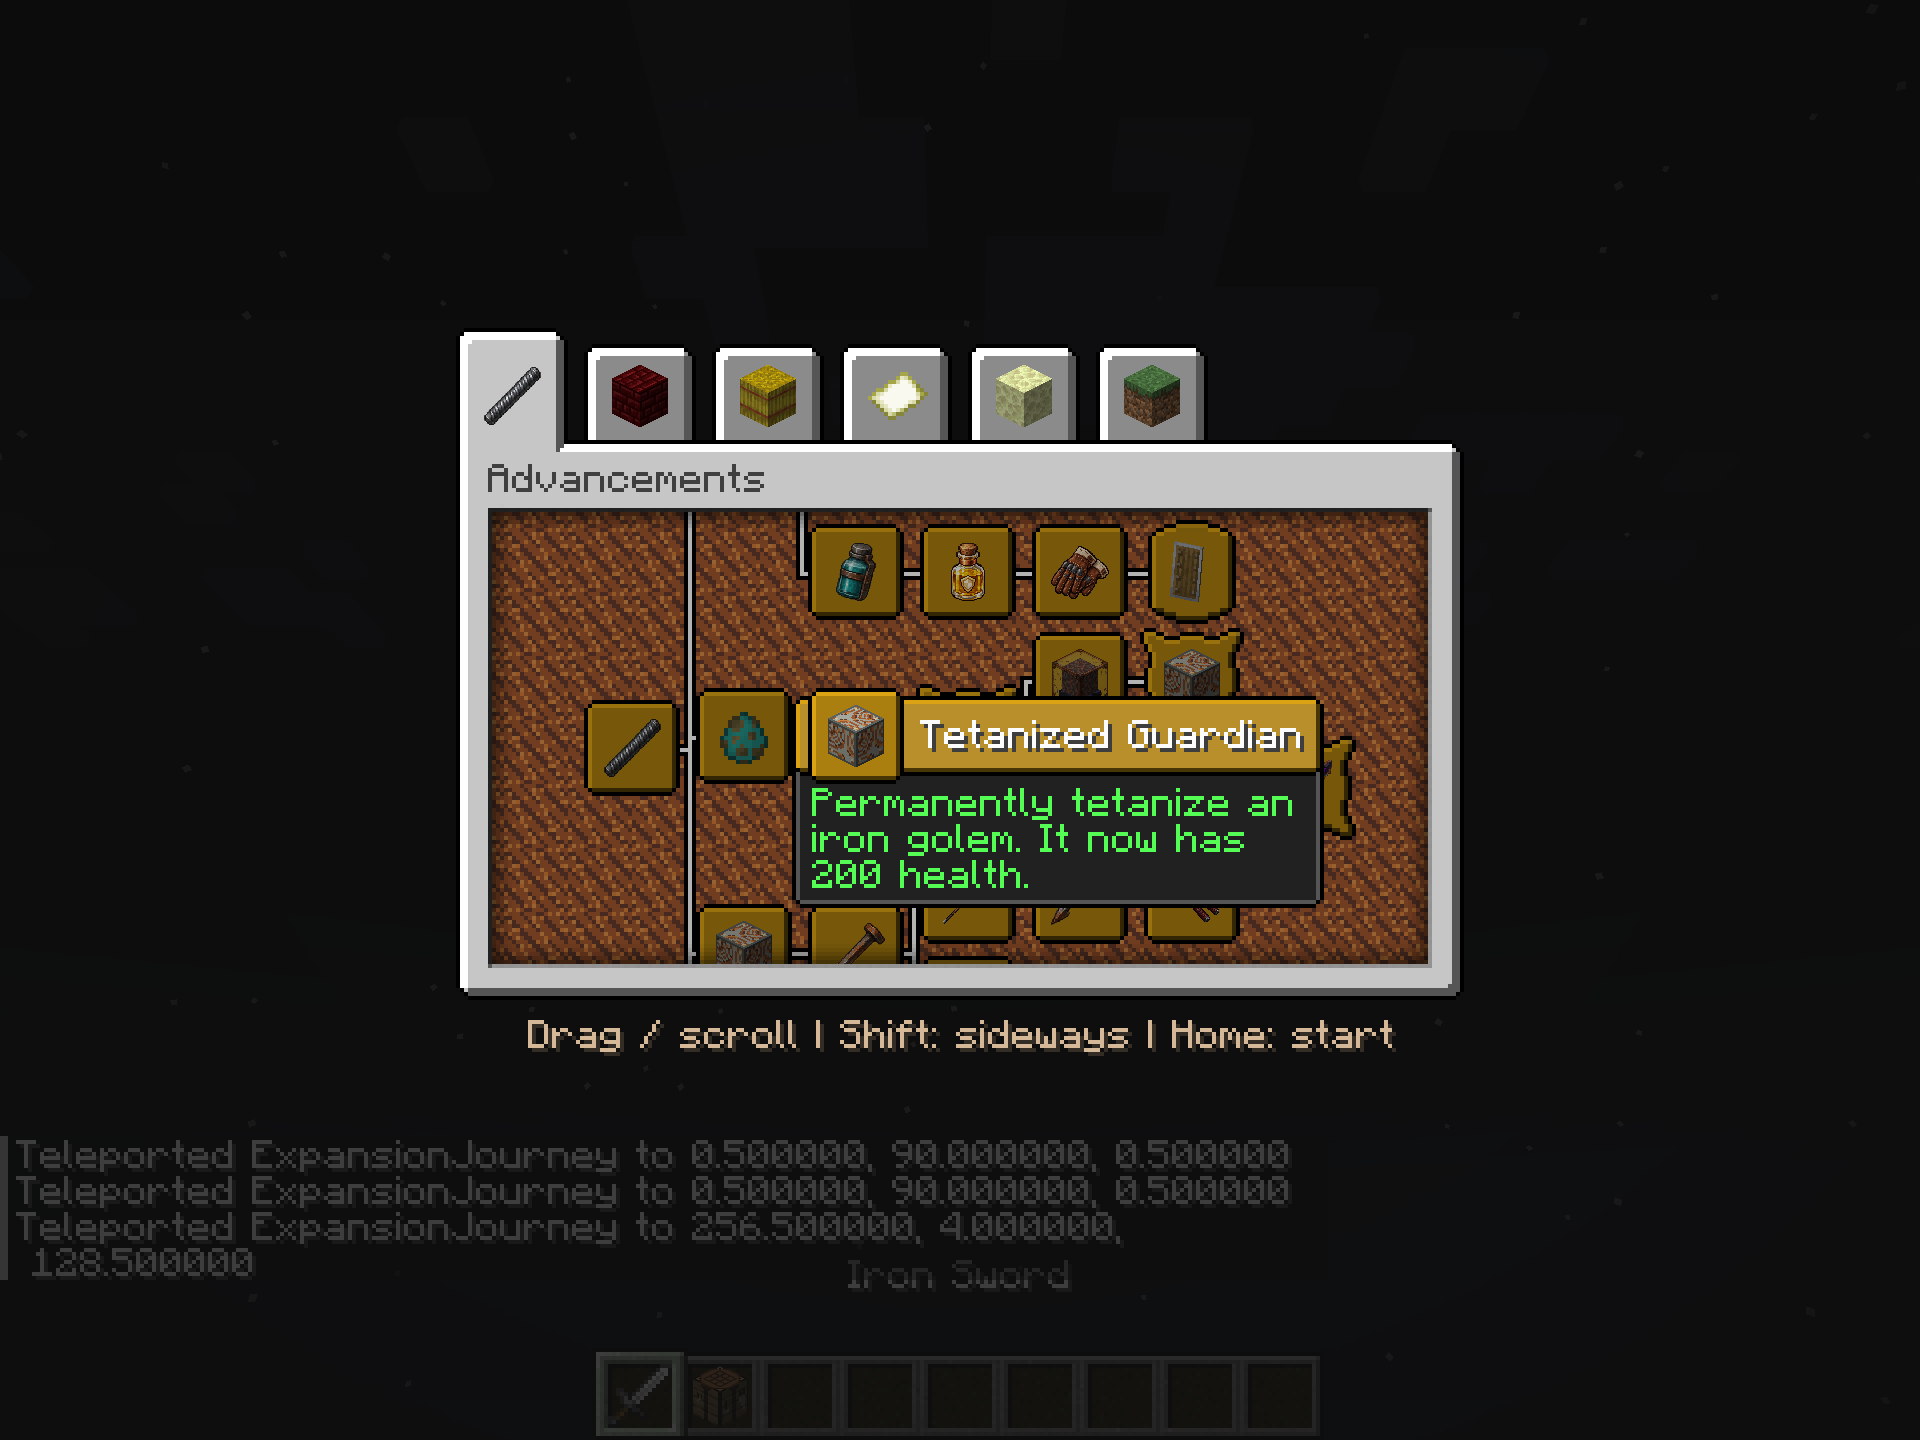 Advancements
Tetanized Guardian
Permanently tetanize an
iron golem. It now has
200 health.
Drag / scroll | Shift: sideways | Home: start
Teleported ExpansionJourney to 0.500000, 90.000000, 0.500000
Teleported ExpansionJourney to 0.500000, 90.000000, 0.500000
Teleported ExpansionJourney to 256.500000, 4.000000,
128.500000
Iron Sword